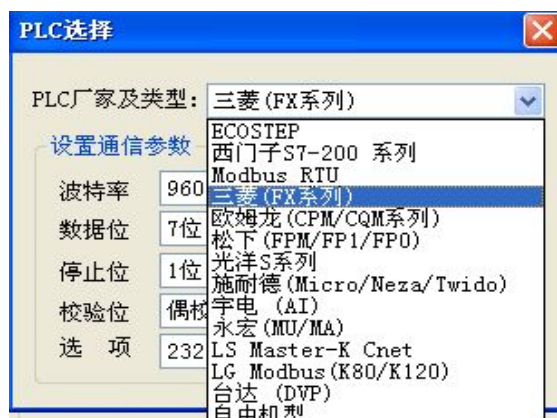 PLC选择
PLC厂家及类型: 三菱(FX系列)
设置通信参数
波特率 960
数据位 7位
停止位 1位
校验位 偶校
选 项 232
ECOSTEP
西门子S7-200 系列
Modbus RTU
三菱(FX系列)
欧姆龙(CPM/CQM系列)
松下(FPM/FP1/FP0)
光洋S系列
施耐德(Micro/Neza/Twido)
宇电 (AI)
永宏(MU/MA)
LS Master-K Cnet
LG Modbus(K80/K120)
台达 (DVP)
自由机型